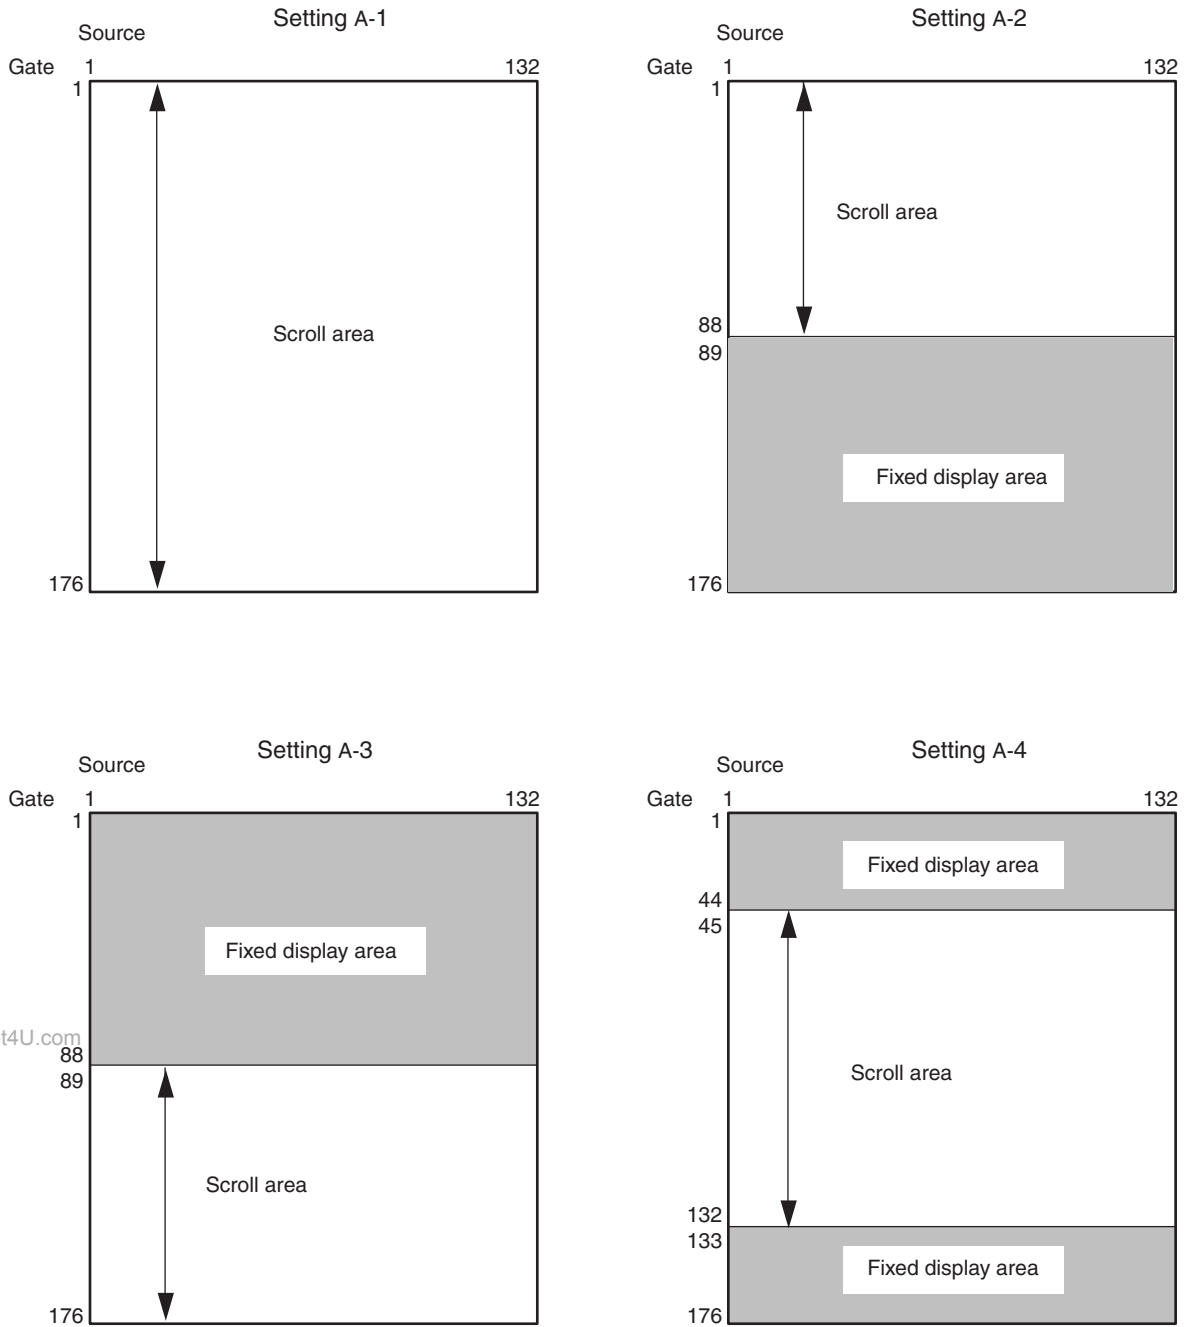 Setting A-1
Source
Gate 1 132
1
Scroll area
176
Setting A-2
Source
Gate 1 132
1
Scroll area
88
89
Fixed display area
176
Setting A-3
Source
Gate 1 132
1
Fixed display area
t4U.com
88
89
Scroll area
176
Setting A-4
Source
Gate 1 132
1
Fixed display area
44
45
Scroll area
132
133
Fixed display area
176